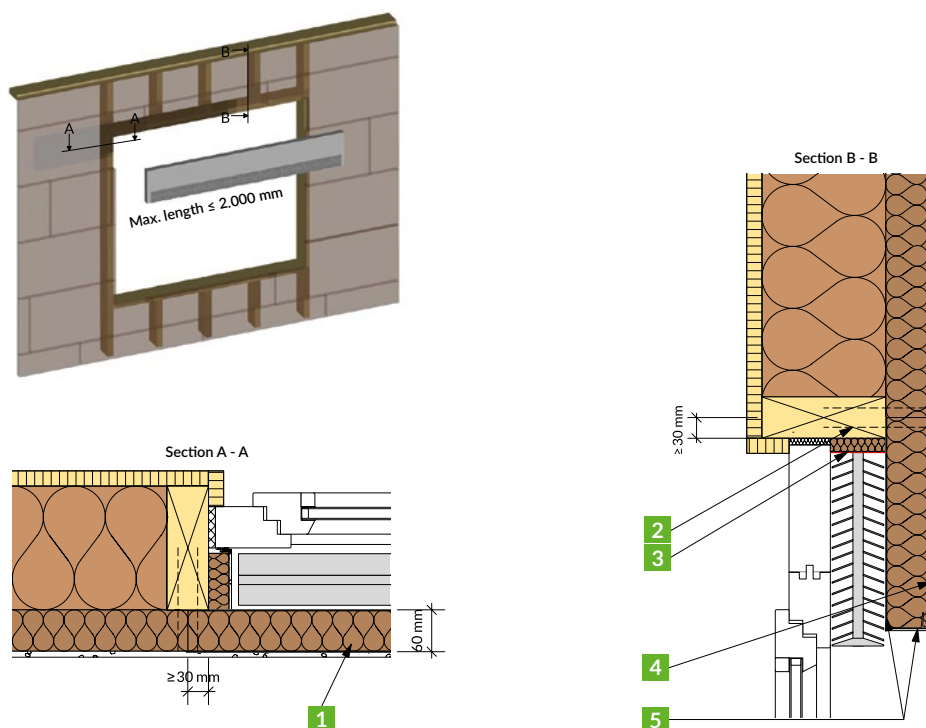 B
B
A
A
Max. length ≤ 2.000 mm
Section B - B
≥ 30 mm
Section A - A
60 mm
≥ 30 mm
1
2
3
4
5